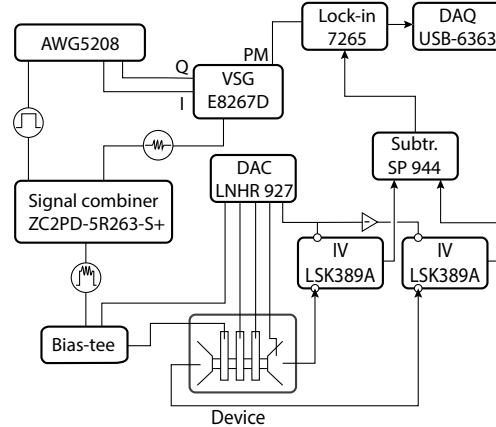 AWG5208
Q
I
PM
VSG
E8267D
Lock-in
7265
DAQ
USB-6363
Subtr.
SP 944
DAC
LNHR 927
Signal combiner
ZC2PD-5R263-S+
IV
LSK389A
IV
LSK389A
Bias-tee
Device